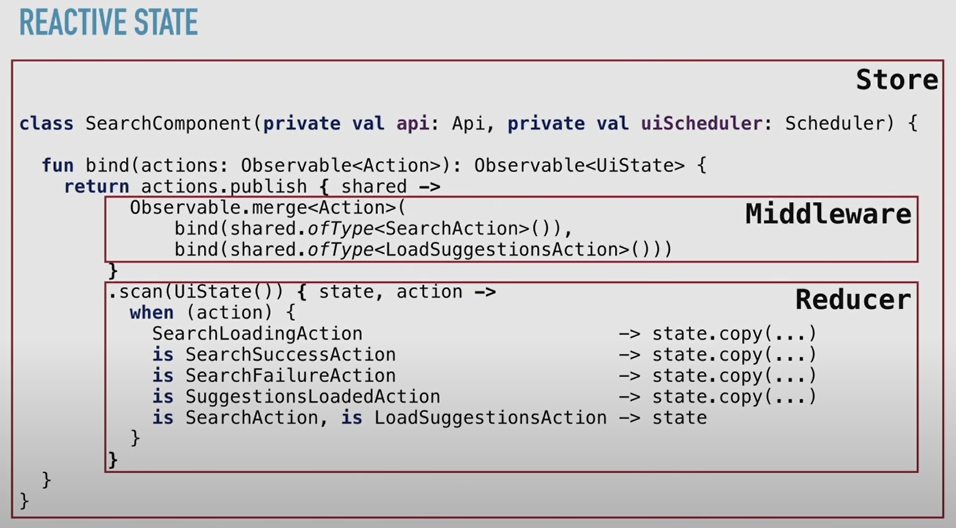 REACTIVE STATE
Store
class SearchComponent(private val api: Api, private val uiScheduler: Scheduler) {
fun bind(actions: Observable<Action>): Observable<UiState> {
return actions.publish { shared ->
Observable.merge<Action>(
Middleware
bind(shared.ofType<SearchAction>()),
bind(shared.ofType<LoadSuggestionsAction>()))
}
.scan(UiState()) { state, action ->
Reducer
when (action) {
SearchLoadingAction -> state.copy(...)
is SearchSuccessAction -> state.copy(...)
is SearchFailureAction -> state.copy(...)
is SuggestionsLoadedAction -> state.copy(...)
is SearchAction, is LoadSuggestionsAction -> state
}
}
}
}